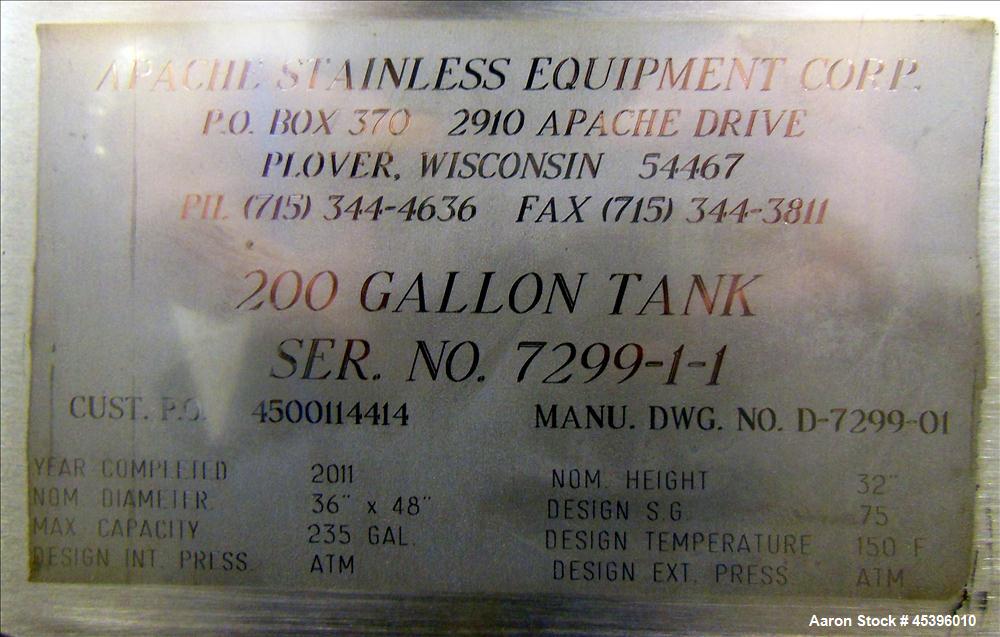 APACHE STAINLESS EQUIPMENT CORP.
P.O. BOX 370 2910 APACHE DRIVE
PLOVER, WISCONSIN 54467
PH. (715) 344-4636 FAX (715) 344-3811
200 GALLON TANK
SER. NO. 7299-1-1
CUST. P.O. 4500114414 MANU. DWG. NO. D-7299-01
YEAR COMPLETED 2011 NOM. HEIGHT 32"
NOM. DIAMETER 36" x 48" DESIGN S.G. 75
MAX CAPACITY 235 GAL. DESIGN TEMPERATURE 150 F
DESIGN INT. PRESS. ATM DESIGN EXT. PRESS ATM
Aaron Stock # 45396010